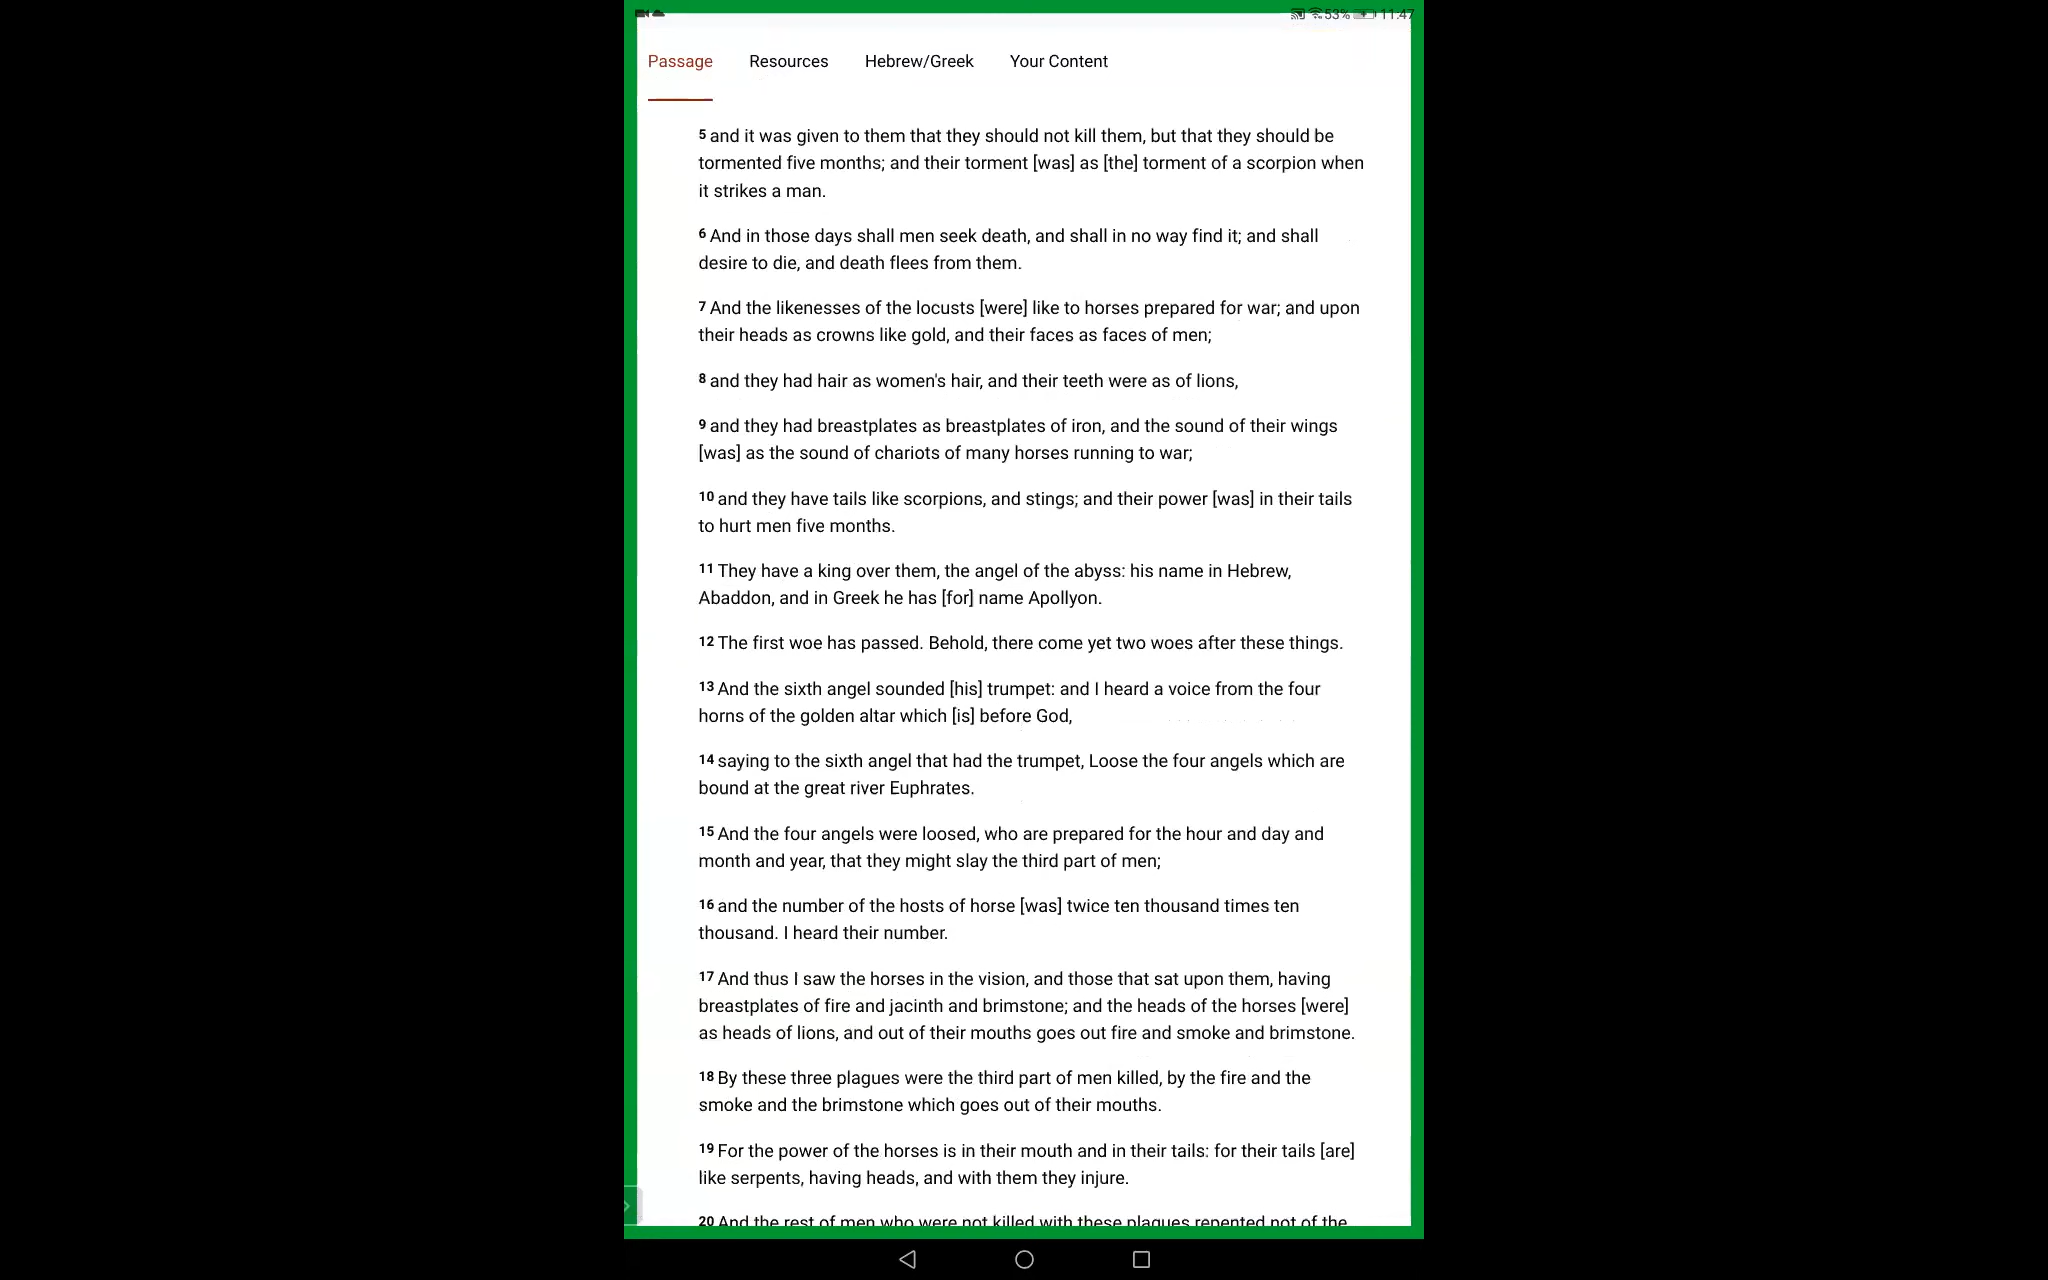 53% 11:47
Passage Resources Hebrew/Greek Your Content
5 and it was given to them that they should not kill them, but that they should be
tormented five months; and their torment [was] as [the] torment of a scorpion when
it strikes a man.
6 And in those days shall men seek death, and shall in no way find it; and shall
desire to die, and death flees from them.
7 And the likenesses of the locusts [were] like to horses prepared for war; and upon
their heads as crowns like gold, and their faces as faces of men;
8 and they had hair as women's hair, and their teeth were as of lions,
9 and they had breastplates as breastplates of iron, and the sound of their wings
[was] as the sound of chariots of many horses running to war;
10 and they have tails like scorpions, and stings; and their power [was] in their tails
to hurt men five months.
11 They have a king over them, the angel of the abyss: his name in Hebrew,
Abaddon, and in Greek he has [for] name Apollyon.
12 The first woe has passed. Behold, there come yet two woes after these things.
13 And the sixth angel sounded [his] trumpet: and I heard a voice from the four
horns of the golden altar which [is] before God,
14 saying to the sixth angel that had the trumpet, Loose the four angels which are
bound at the great river Euphrates.
15 And the four angels were loosed, who are prepared for the hour and day and
month and year, that they might slay the third part of men;
16 and the number of the hosts of horse [was] twice ten thousand times ten
thousand. I heard their number.
17 And thus I saw the horses in the vision, and those that sat upon them, having
breastplates of fire and jacinth and brimstone; and the heads of the horses [were]
as heads of lions, and out of their mouths goes out fire and smoke and brimstone.
18 By these three plagues were the third part of men killed, by the fire and the
smoke and the brimstone which goes out of their mouths.
19 For the power of the horses is in their mouth and in their tails: for their tails [are]
like serpents, having heads, and with them they injure.
20 And the rest of men who were not killed with these plagues repented not of the